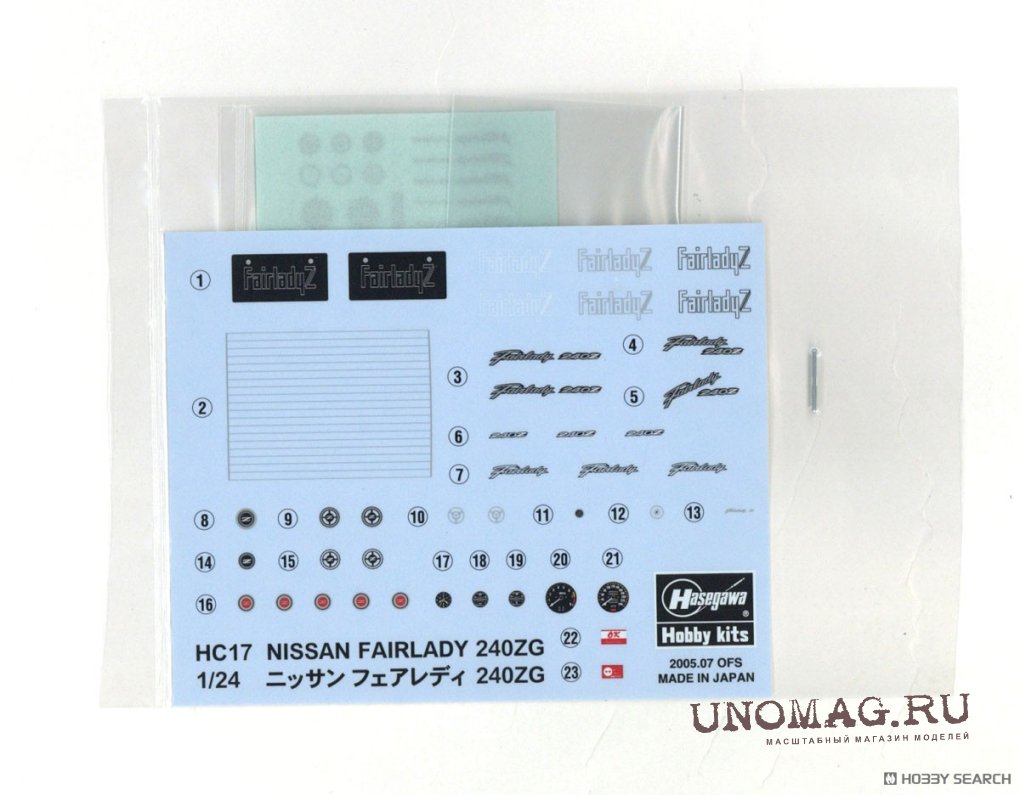 1
FairladyZ FairladyZ FairladyZ FairladyZ FairladyZ
FairladyZ FairladyZ FairladyZ
2
3 Fairlady 240Z
Fairlady 240Z
4 Fairlady 240Z
5 Fairlady 240Z
6 240Z 240Z 240Z
7 Fairlady Fairlady Fairlady
8 9 10 11 12 13
14 15 17 18 19 20 21
16
22 OK
23
HC17 NISSAN FAIRLADY 240ZG
1/24 ニッサン フェアレディ 240ZG
Hasegawa®
Hobby kits
2005.07 OFS
MADE IN JAPAN
UNOMAG.RU
МАСШТАБНЫЙ МАГАЗИН МОДЕЛЕЙ
HOBBY SEARCH